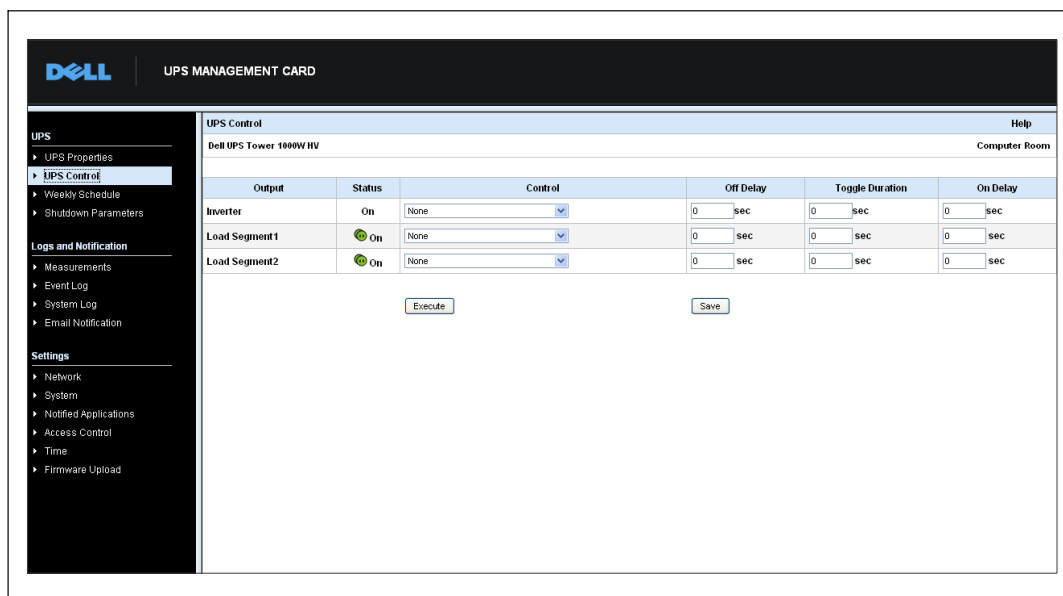 DELL UPS MANAGEMENT CARD
UPS
UPS Properties
UPS Control
Weekly Schedule
Shutdown Parameters
Logs and Notification
Measurements
Event Log
System Log
Email Notification
Settings
Network
System
Notified Applications
Access Control
Time
Firmware Upload
UPS Control Help
Dell UPS Tower 1000W HV Computer Room
Output Status Control Off Delay Toggle Duration On Delay
Inverter On None 0 sec 0 sec 0 sec
Load Segment1 On None 0 sec 0 sec 0 sec
Load Segment2 On None 0 sec 0 sec 0 sec
Execute Save